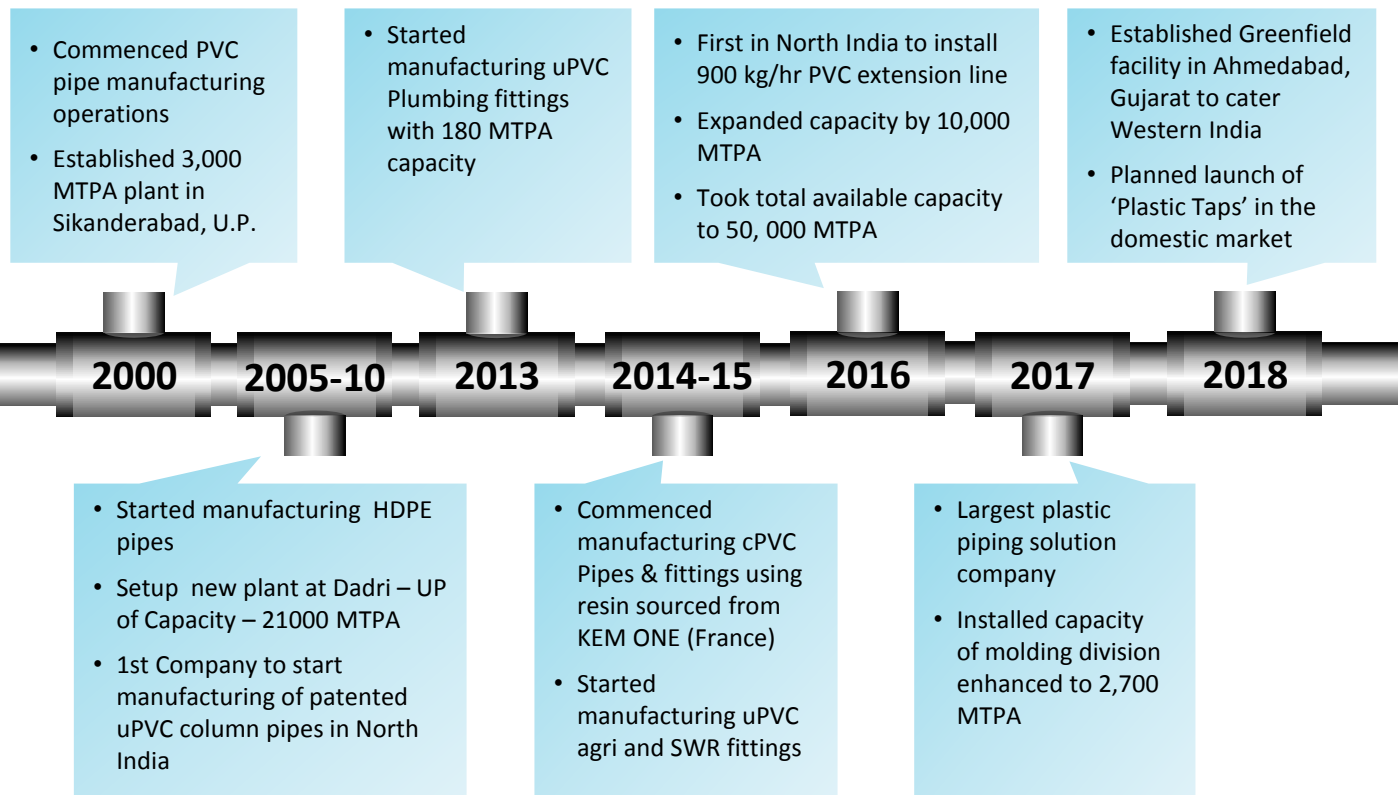 • Commenced PVC
pipe manufacturing
operations
• Established 3,000
MTPA plant in
Sikanderabad, U.P.
• Started
manufacturing uPVC
Plumbing fittings
with 180 MTPA
capacity
• First in North India to install
900 kg/hr PVC extension line
• Expanded capacity by 10,000
MTPA
• Took total available capacity
to 50, 000 MTPA
• Established Greenfield
facility in Ahmedabad,
Gujarat to cater
Western India
• Planned launch of
‘Plastic Taps’ in the
domestic market
2000
2005-10
2013
2014-15
2016
2017
2018
• Started manufacturing HDPE
pipes
• Setup new plant at Dadri – UP
of Capacity – 21000 MTPA
• 1st Company to start
manufacturing of patented
uPVC column pipes in North
India
• Commenced
manufacturing cPVC
Pipes & fittings using
resin sourced from
KEM ONE (France)
• Started
manufacturing uPVC
agri and SWR fittings
• Largest plastic
piping solution
company
• Installed capacity
of molding division
enhanced to 2,700
MTPA